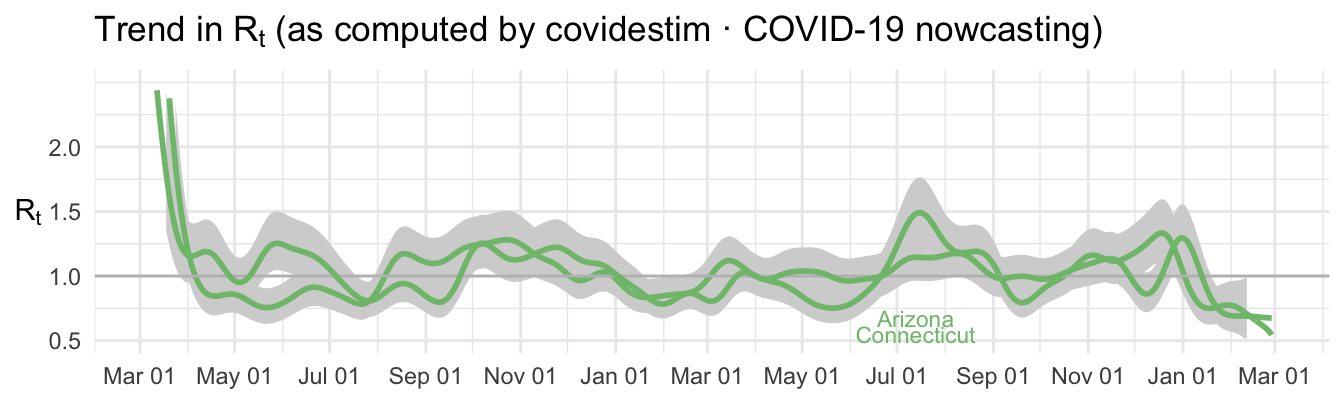 Trend in Rt (as computed by covidestim · COVID-19 nowcasting)
Rt
2.0
1.5
1.0
0.5
Arizona
Connecticut
Mar 01 May 01 Jul 01 Sep 01 Nov 01 Jan 01 Mar 01 May 01 Jul 01 Sep 01 Nov 01 Jan 01 Mar 01